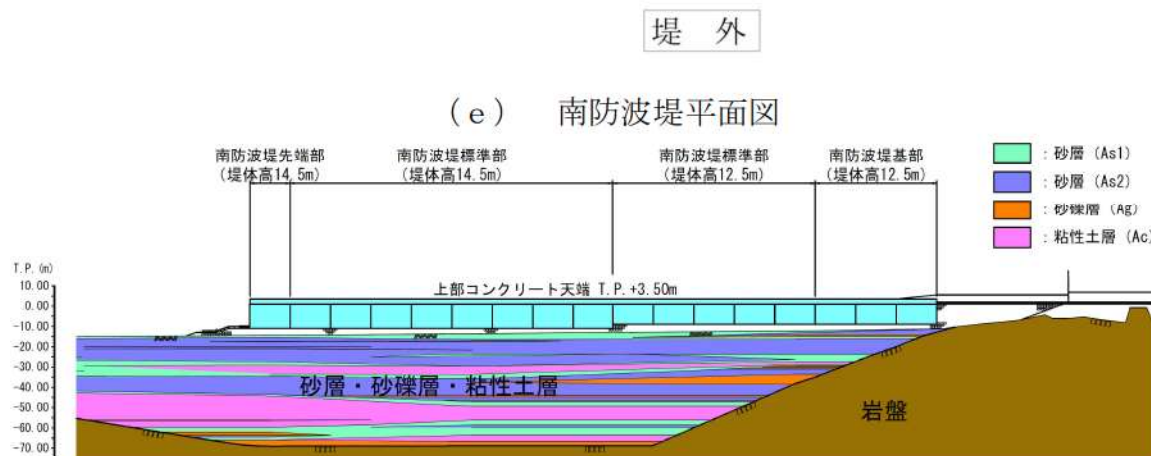 堤 外
（e） 南防波堤平面図
南防波堤先端部
（堤体高14.5m）
南防波堤標準部
（堤体高14.5m）
南防波堤標準部
（堤体高12.5m）
南防波堤基部
（堤体高12.5m）
：砂層（As1）
：砂層（As2）
：砂礫層（Ag）
：粘性土層（Ac）
T.P.(m)
10.00
0.00
-10.00
-20.00
-30.00
-40.00
-50.00
-60.00
-70.00
上部コンクリート天端 T.P.+3.50m
砂層・砂礫層・粘性土層
岩盤